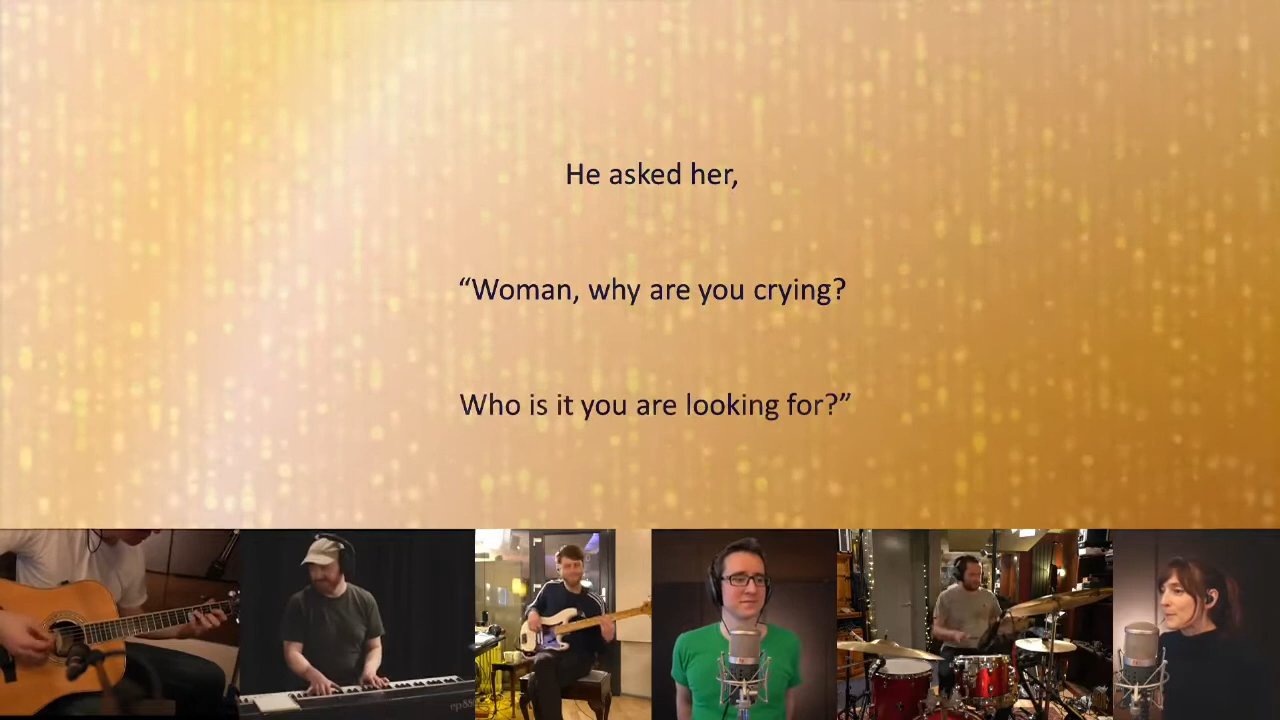 He asked her,
“Woman, why are you crying?
Who is it you are looking for?”